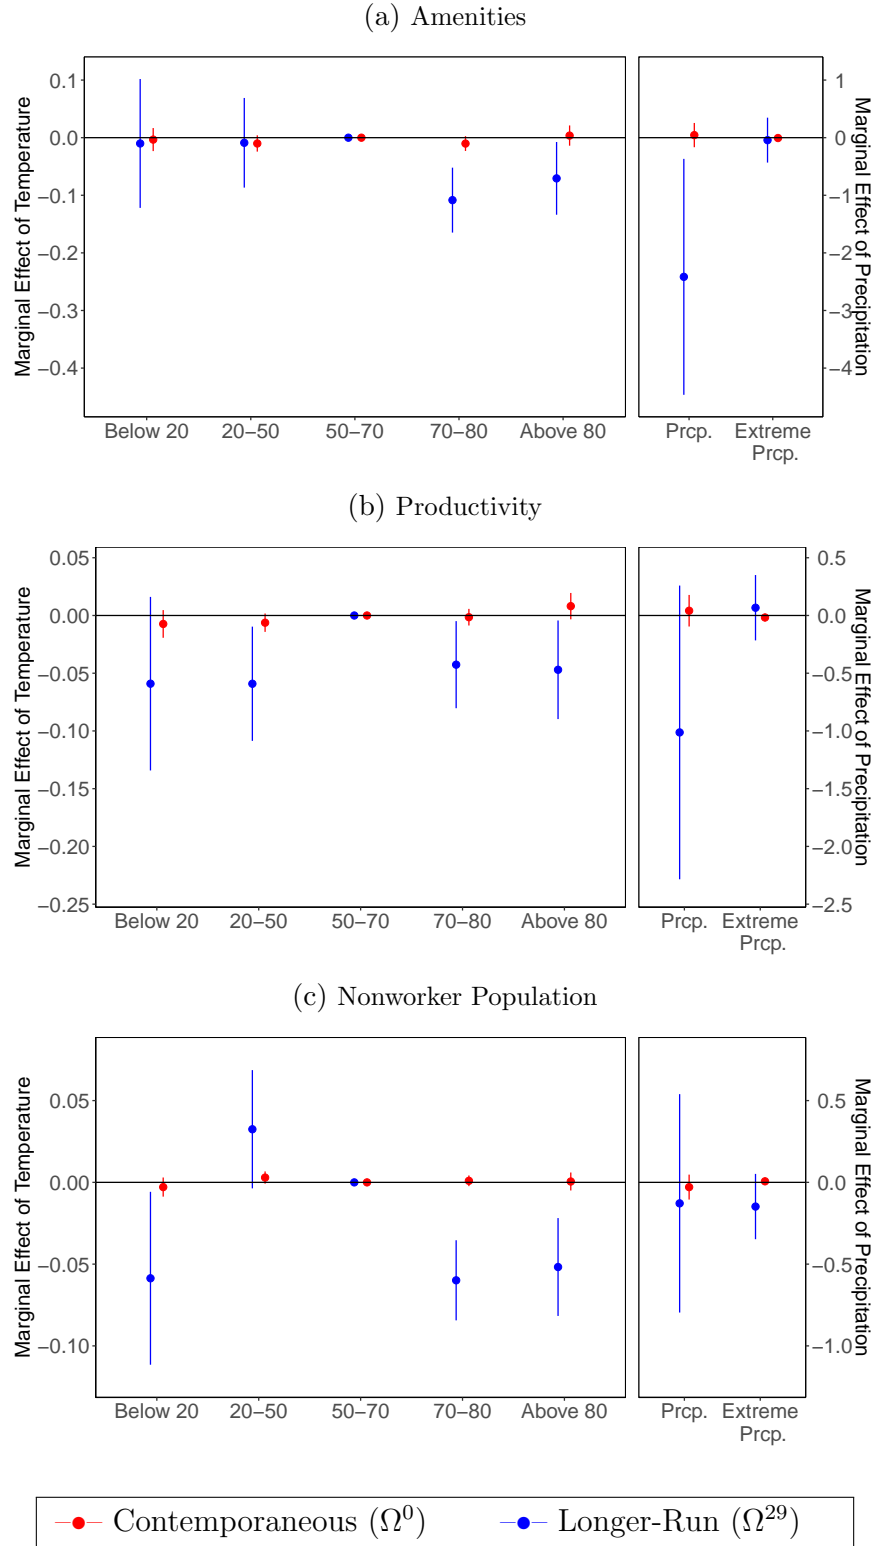 (a) Amenities
Marginal Effect of Temperature
0.1
0.0
−0.1
−0.2
−0.3
−0.4
Below 20 20−50 50−70 70−80 Above 80
Prcp. Extreme
Prcp.
1
0
−1
−2
−3
−4
Marginal Effect of Precipitation
(b) Productivity
Marginal Effect of Temperature
0.05
0.00
−0.05
−0.10
−0.15
−0.20
−0.25
Below 20 20−50 50−70 70−80 Above 80
Prcp. Extreme
Prcp.
0.5
0.0
−0.5
−1.0
−1.5
−2.0
−2.5
Marginal Effect of Precipitation
(c) Nonworker Population
Marginal Effect of Temperature
0.05
0.00
−0.05
−0.10
Below 20 20−50 50−70 70−80 Above 80
Prcp. Extreme
Prcp.
0.5
0.0
−0.5
−1.0
Marginal Effect of Precipitation
Contemporaneous (Ω⁰) Longer-Run (Ω²⁹)